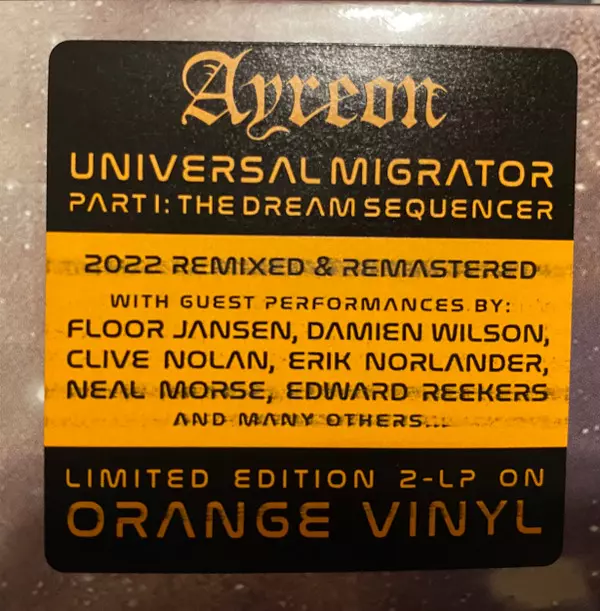 Ayreon
UNIVERSAL MIGRATOR
PART I: THE DREAM SEQUENCER
2022 REMIXED & REMASTERED
WITH GUEST PERFORMANCES BY:
FLOOR JANSEN, DAMIEN WILSON,
CLIVE NOLAN, ERIK NORLANDER,
NEAL MORSE, EDWARD REEKERS
AND MANY OTHERS...
LIMITED EDITION 2-LP ON
ORANGE VINYL